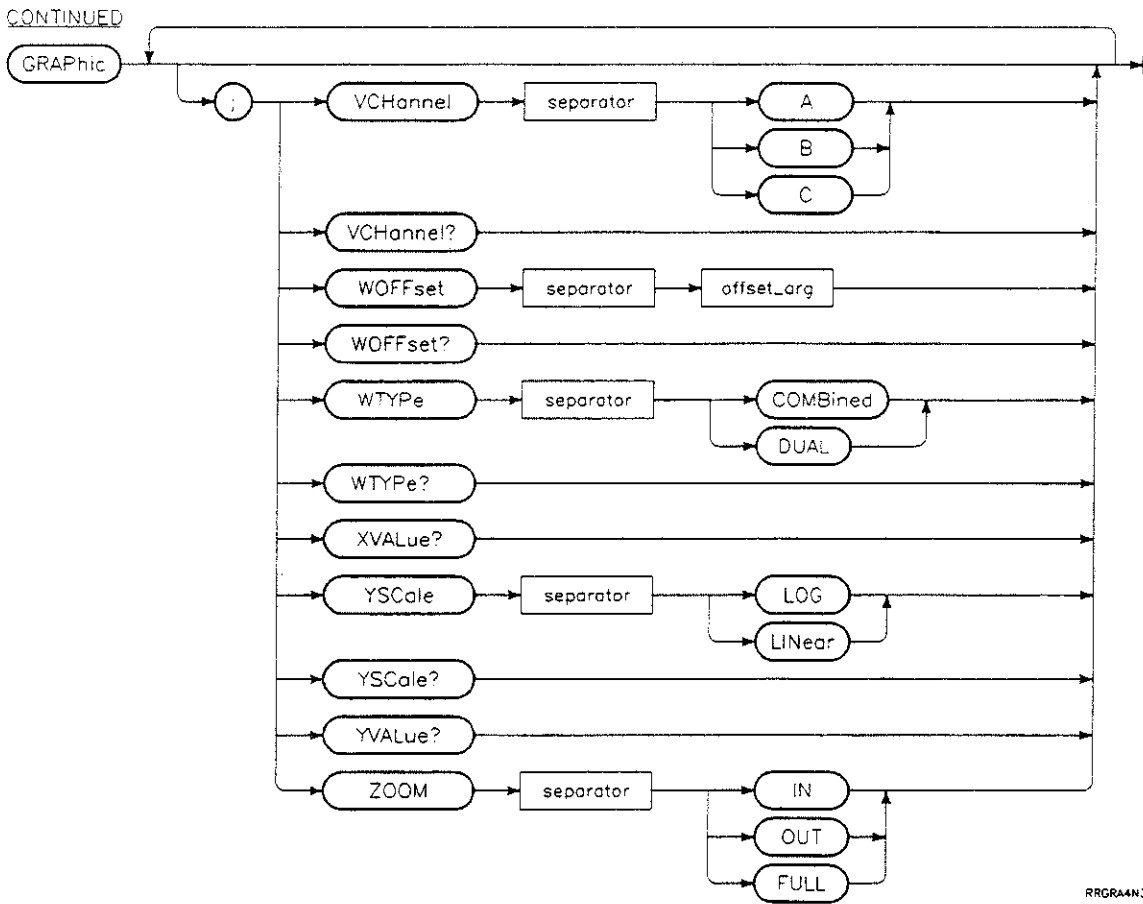 CONTINUED
GRAPhic
; VCHannel separator A
B
C
VCHannel?
WOFFset separator offset_arg
WOFFset?
WTYPe separator COMBined
DUAL
WTYPe?
XVALue?
YSCale separator LOG
LINear
YSCale?
YVALue?
ZOOM separator IN
OUT
FULL